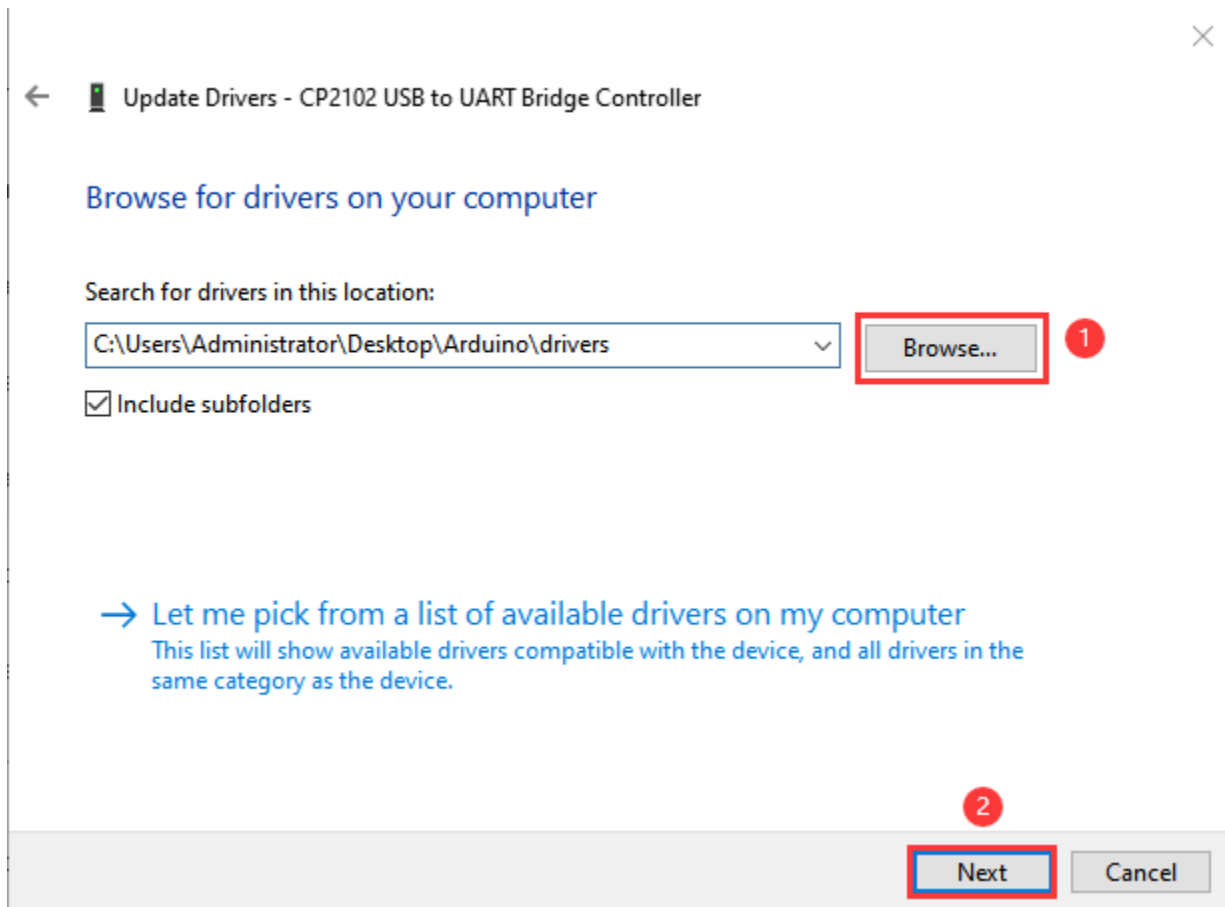 Update Drivers - CP2102 USB to UART Bridge Controller
Browse for drivers on your computer
Search for drivers in this location:
C:\Users\Administrator\Desktop\Arduino\drivers
Browse...
1
Include subfolders
Let me pick from a list of available drivers on my computer
This list will show available drivers compatible with the device, and all drivers in the
same category as the device.
2
Next
Cancel